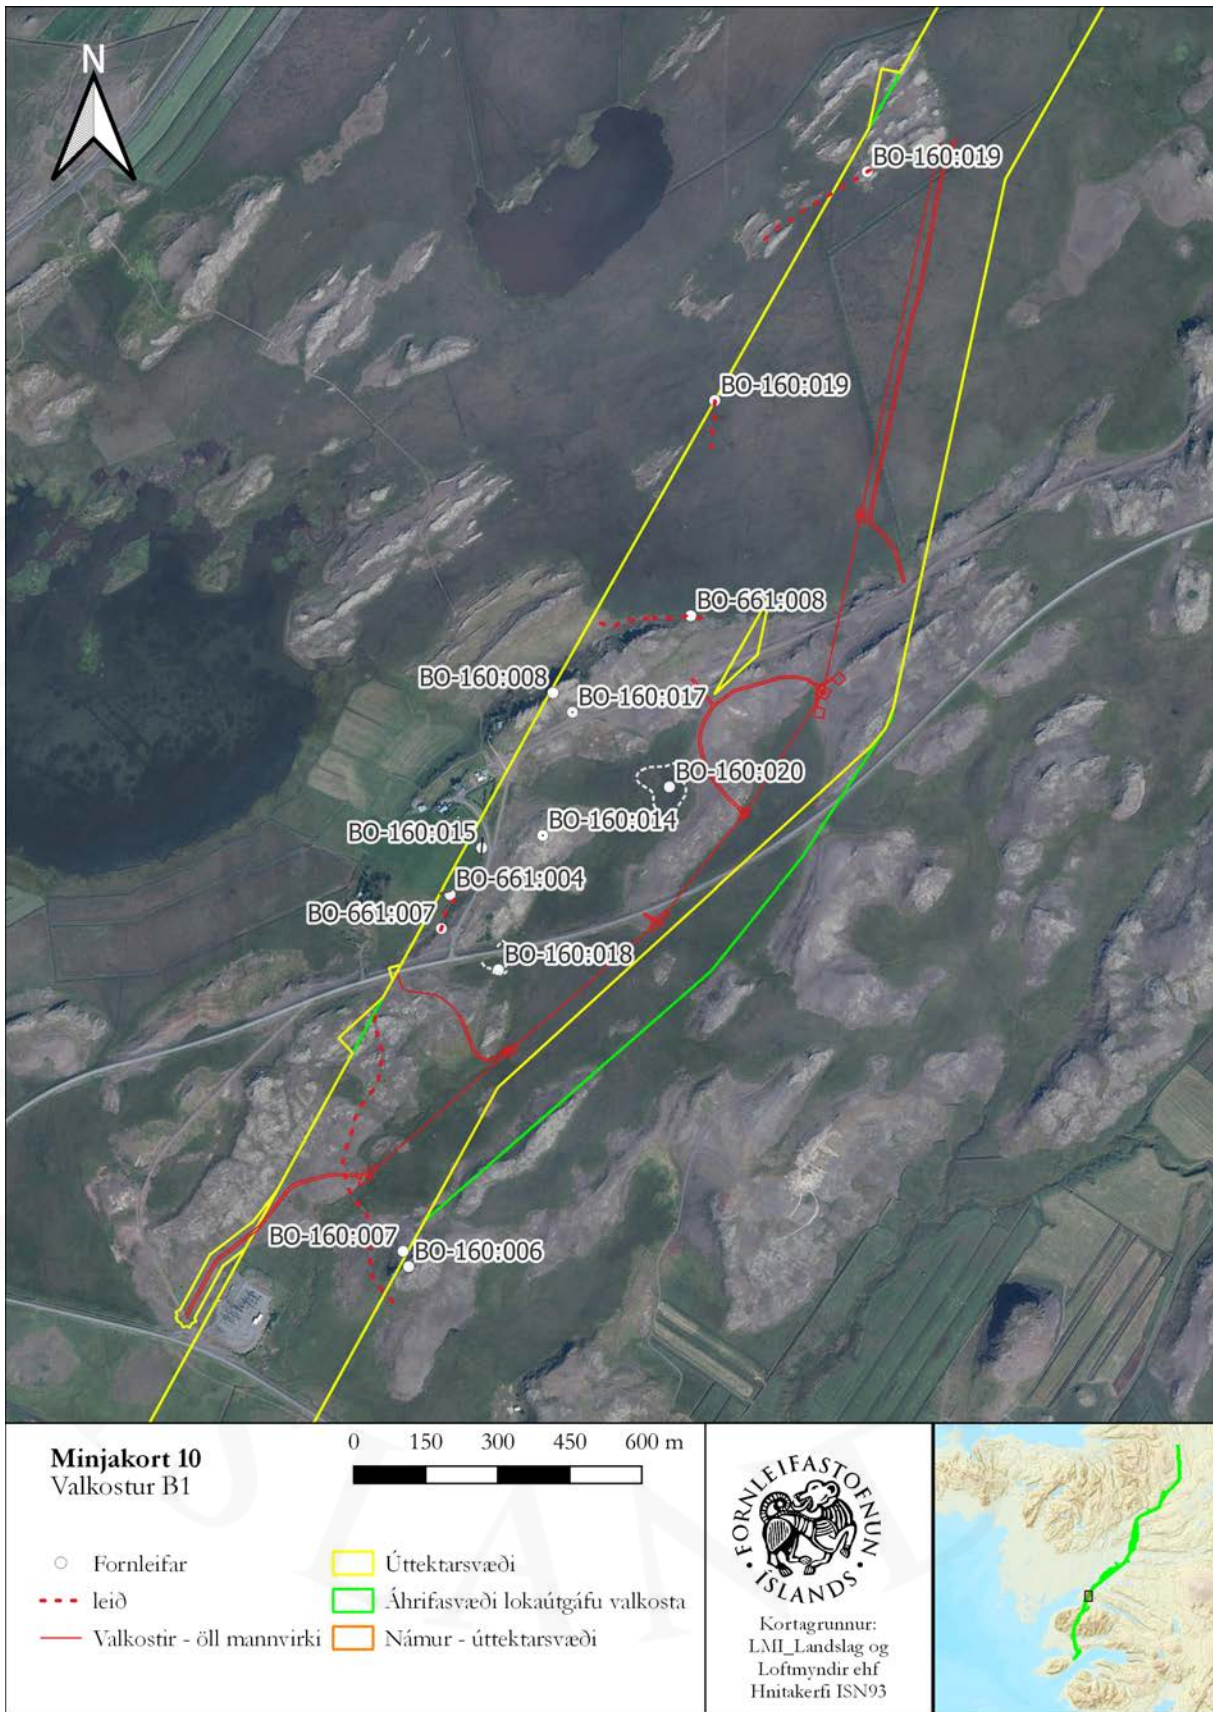 N
BO-160:019
BO-160:019
BO-661:008
BO-160:008
BO-160:017
BO-160:020
BO-160:014
BO-160:015
BO-661:004
BO-661:007
BO-160:018
BO-160:007
BO-160:006
Minjakort 10
Valkostur B1
0 150 300 450 600 m
Fornleifar
leið
Valkostir - öll mannvirki
Úttektarsvæði
Áhrifasvæði lokaútgáfu valkosta
Námur - úttektarsvæði
FORNLEIFASTOFNUN
ÍSLANDS
Kortagrunnur:
LMI_Landslag og
Loftmyndir ehf
Hnitakerfi ISN93